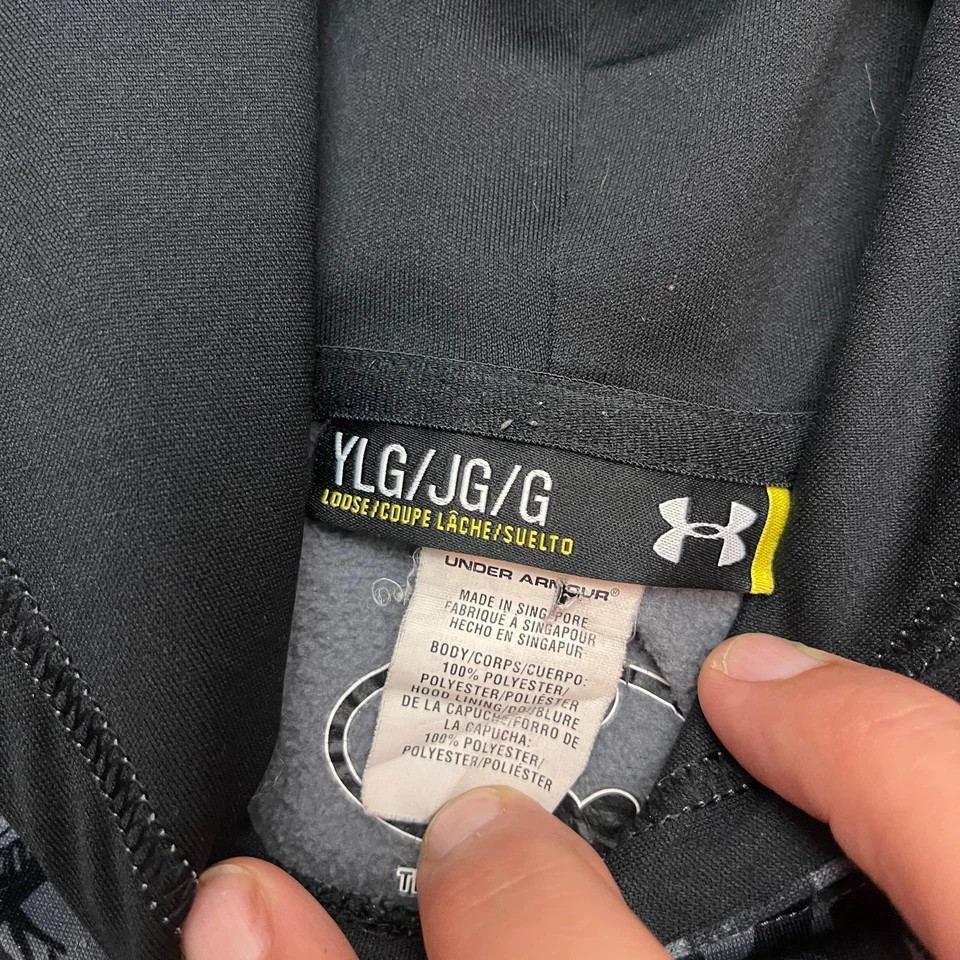 YLG/JG/G
LOOSE/COUPE LÂCHE/SUELTO
UNDER ARMOUR®
MADE IN SINGAPORE
FABRIQUÉ À SINGAPOUR
HECHO EN SINGAPUR
BODY/CORPS/CUERPO:
100% POLYESTER/
POLYESTER/POLIÉSTER
HOOD LINING/DOUBLURE
DE LA CAPUCHE/FORRO DE
LA CAPUCHA:
100% POLYESTER/
POLYESTER/POLIÉSTER